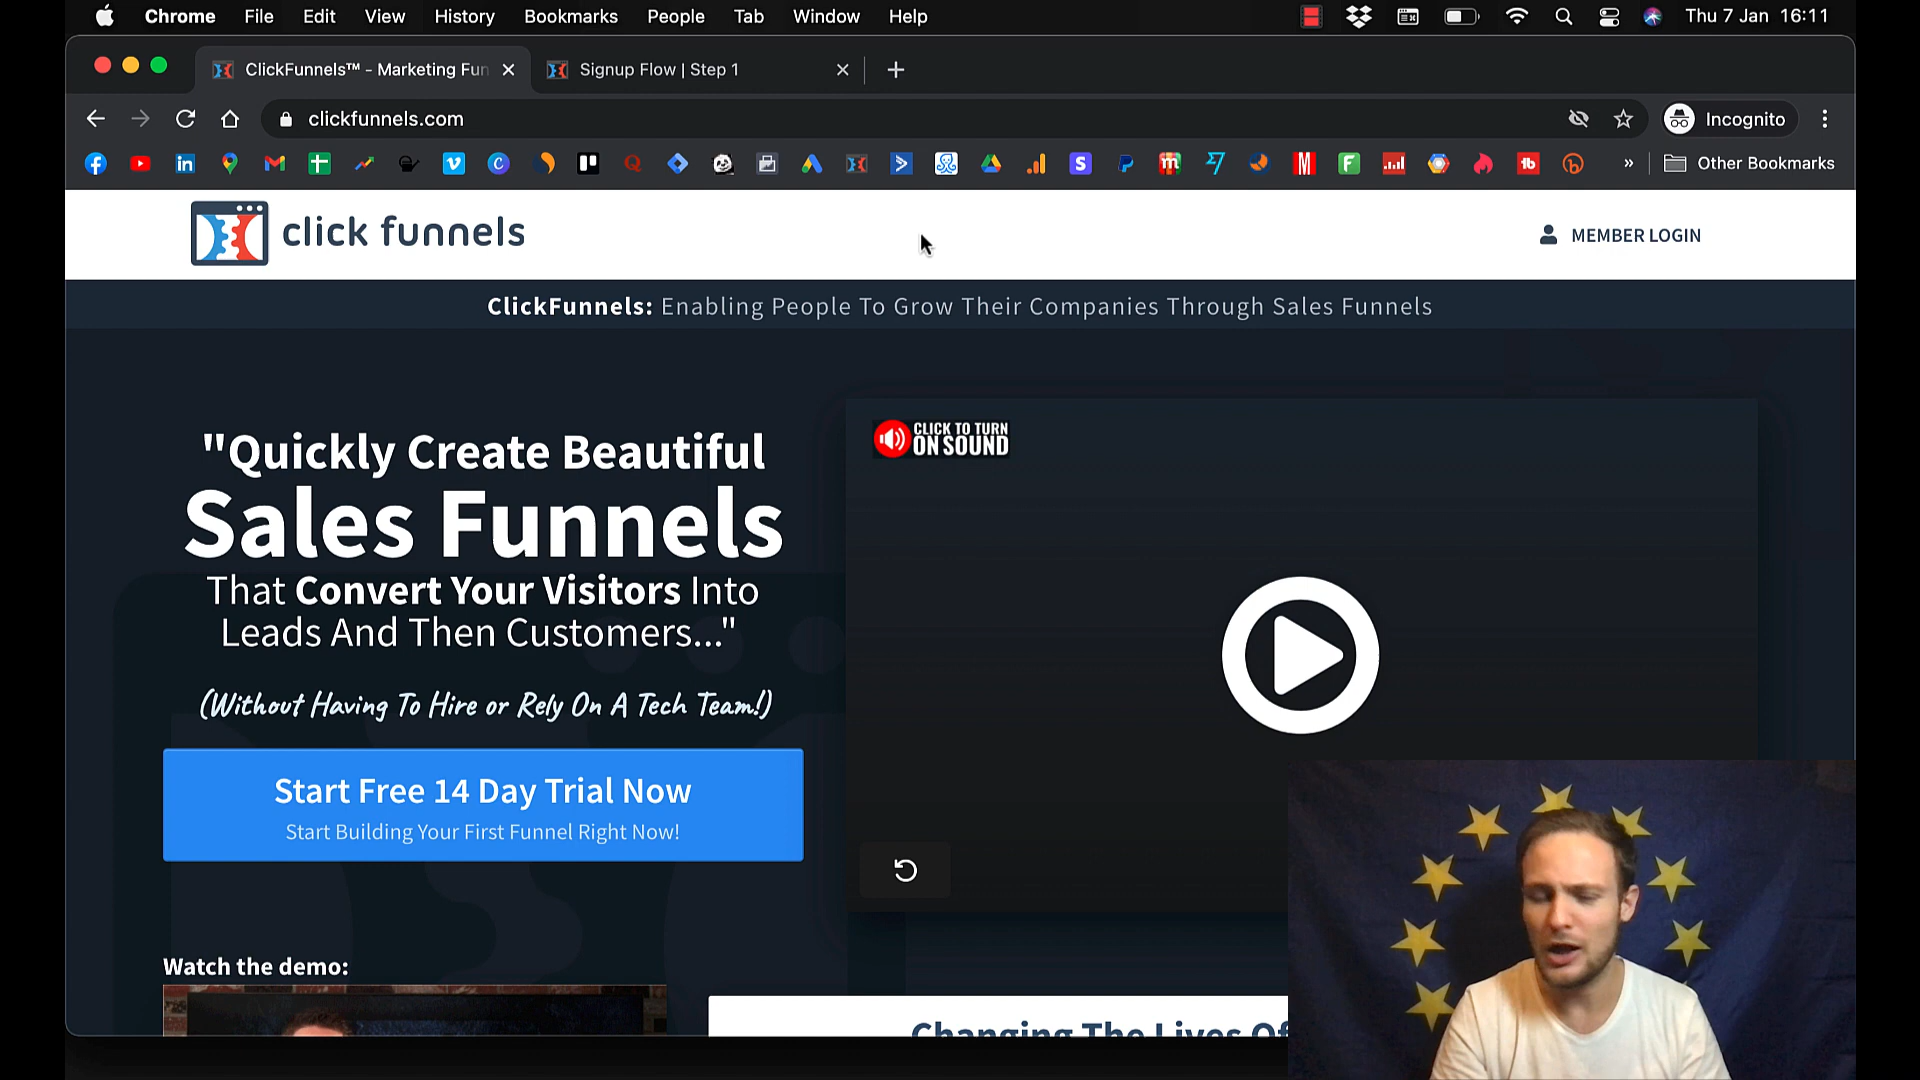 Chrome File Edit View History Bookmarks People Tab Window Help Thu 7 Jan 16:11
ClickFunnels™ - Marketing Fun Signup Flow | Step 1
clickfunnels.com Incognito
» Other Bookmarks
click funnels
MEMBER LOGIN
ClickFunnels: Enabling People To Grow Their Companies Through Sales Funnels
CLICK TO TURN
ON SOUND
"Quickly Create Beautiful
Sales Funnels
That Convert Your Visitors Into
Leads And Then Customers..."
(Without Having To Hire or Rely On A Tech Team!)
Start Free 14 Day Trial Now
Start Building Your First Funnel Right Now!
Watch the demo:
Changing The Lives Of